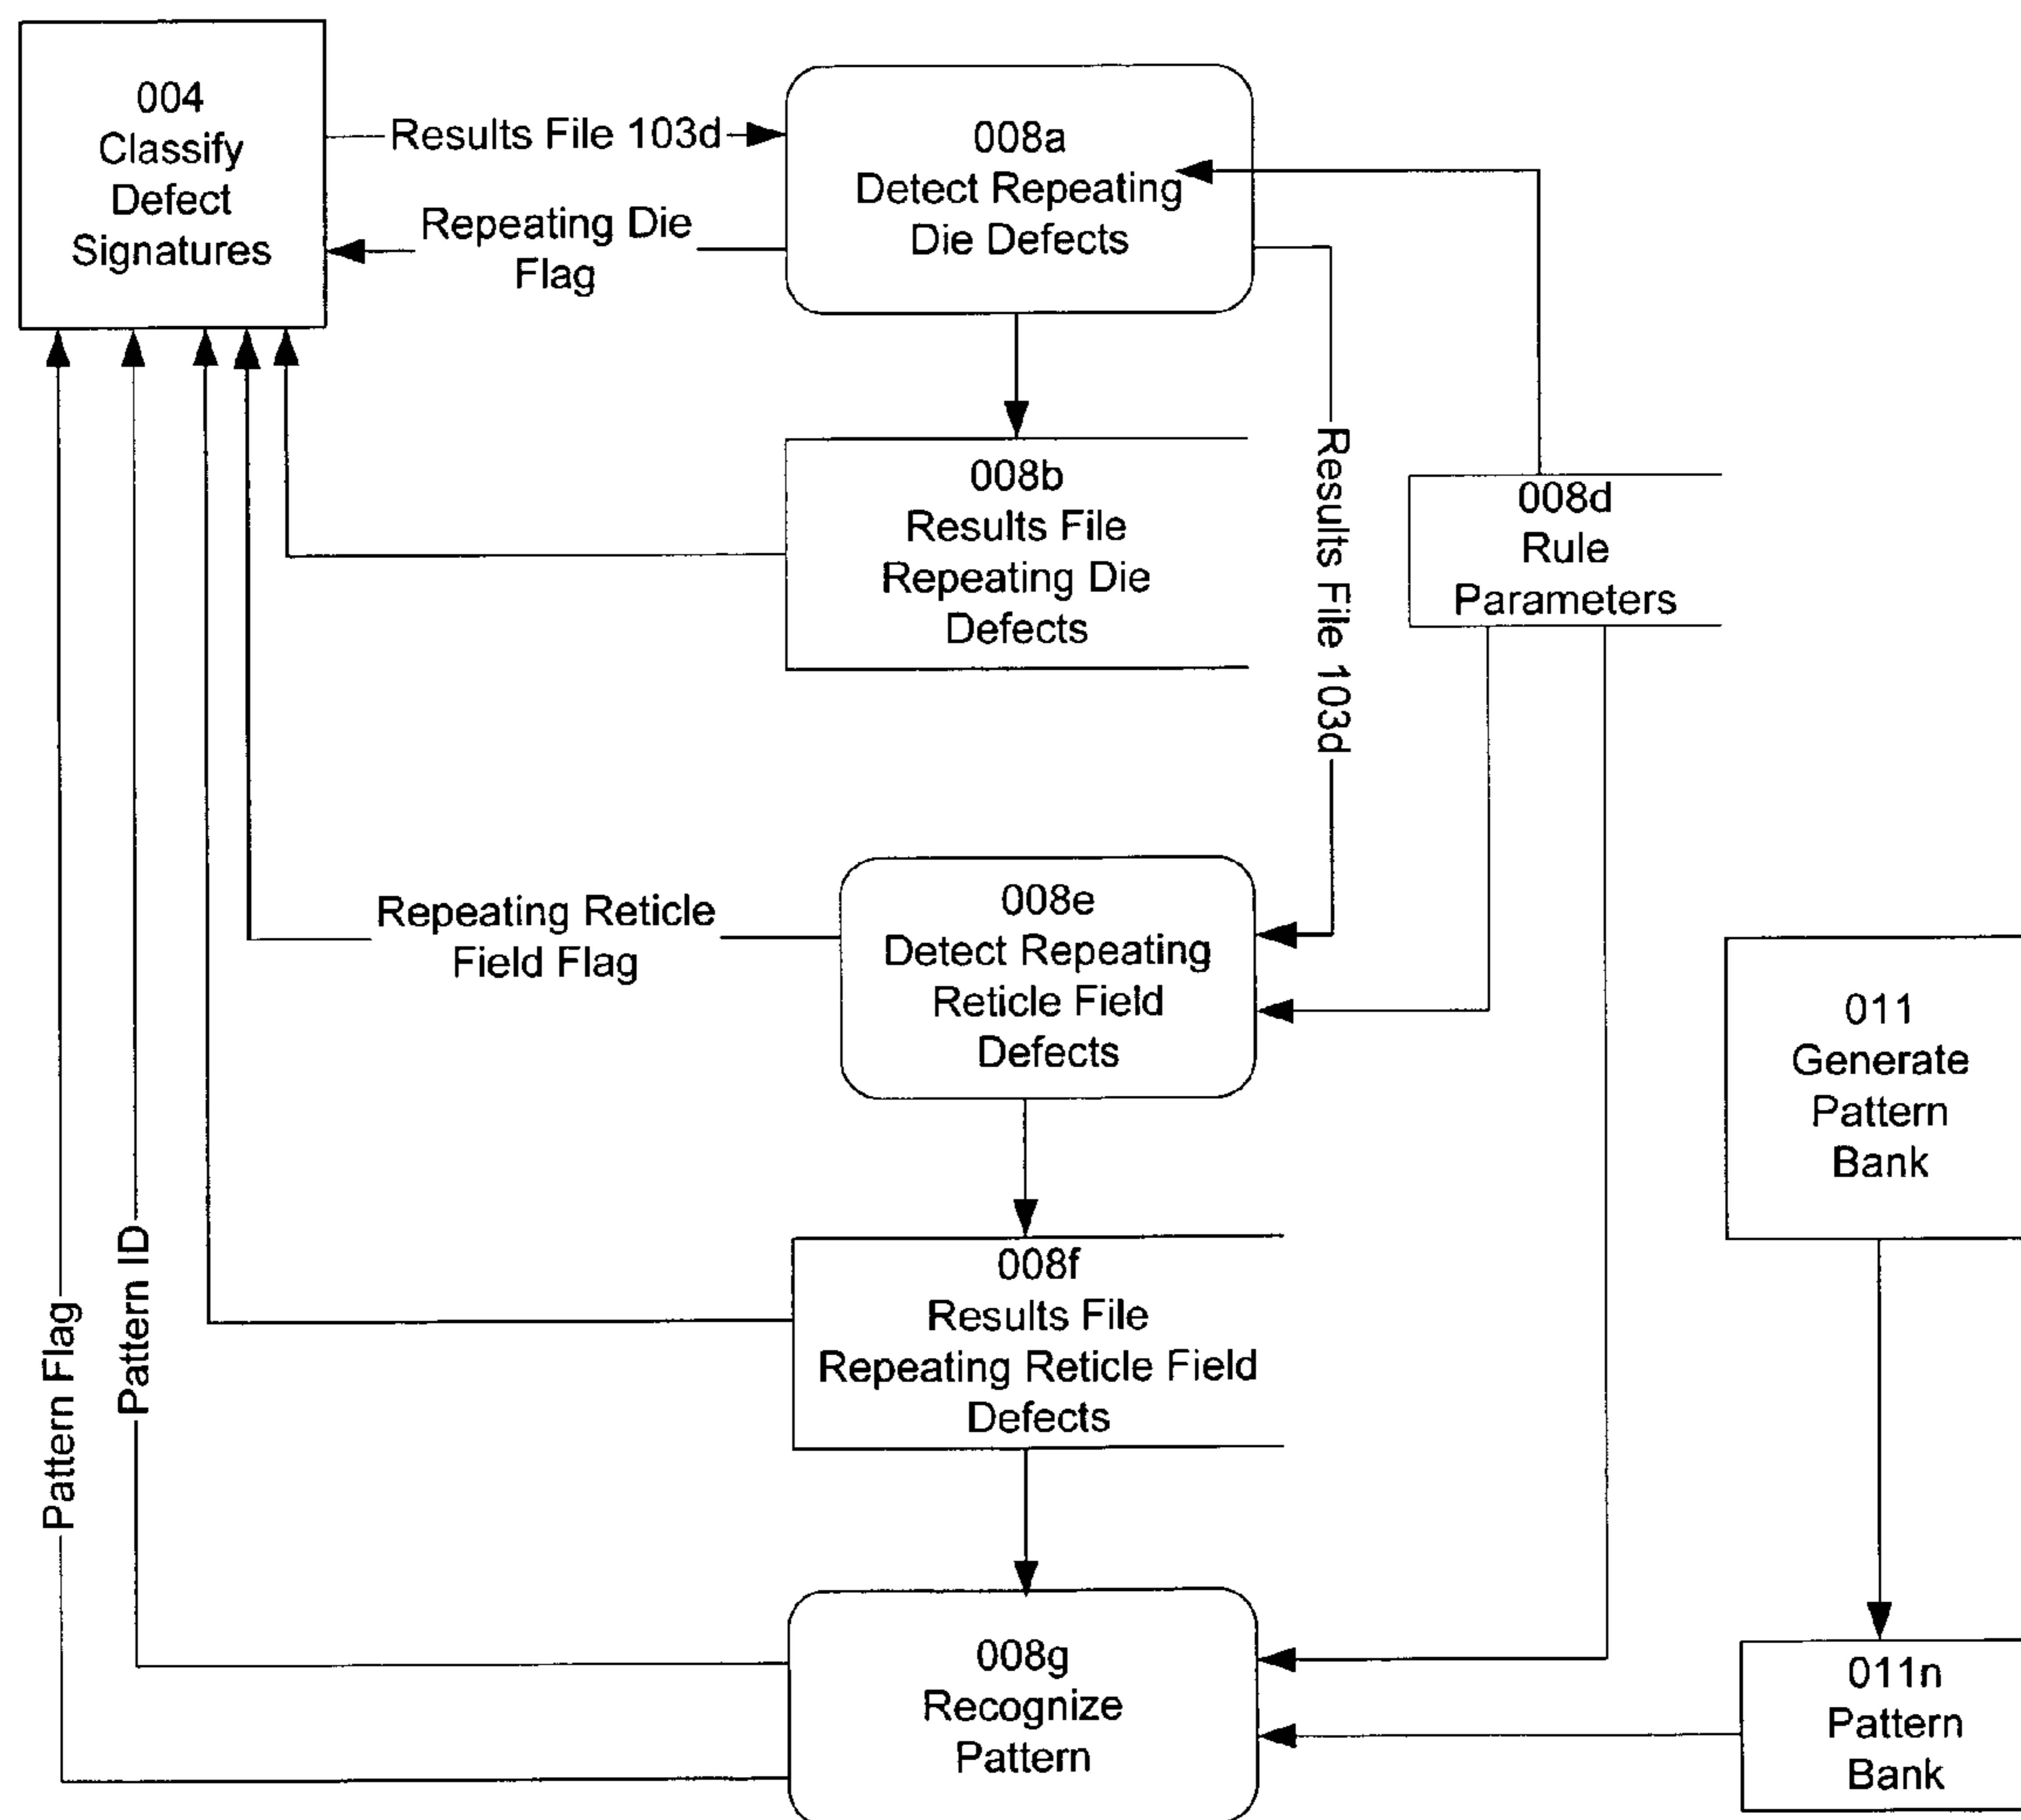 004
Classify
Defect
Signatures
Results File 103d
Repeating Die
Flag
008a
Detect Repeating
Die Defects
008b
Results File
Repeating Die
Defects
Results File 103d
008d
Rule
Parameters
Repeating Reticle
Field Flag
008e
Detect Repeating
Reticle Field
Defects
011
Generate
Pattern
Bank
Pattern Flag
Pattern ID
008f
Results File
Repeating Reticle Field
Defects
008g
Recognize
Pattern
011n
Pattern
Bank